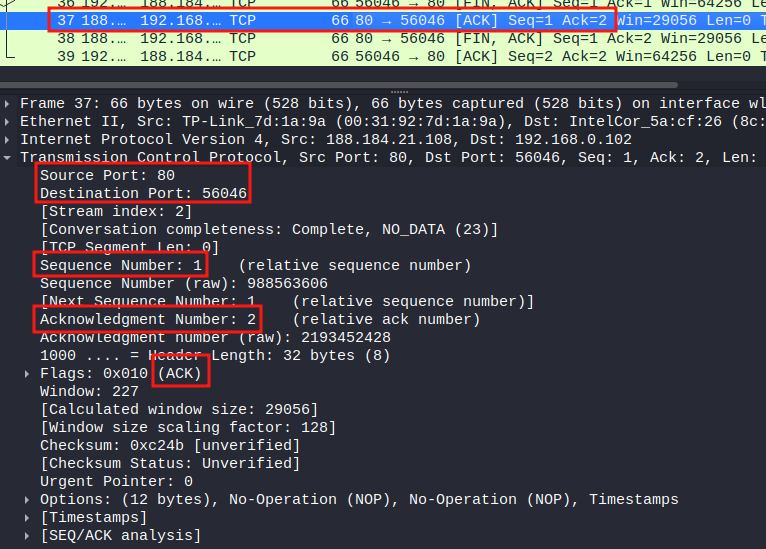 36 192.… 188.184.… TCP 66 56046 → 80 [FIN, ACK] Seq=1 Ack=1 Win=64256 Le
37 188.… 192.168.… TCP 66 80 → 56046 [ACK] Seq=1 Ack=2 Win=29056 Len=0 T
38 188.… 192.168.… TCP 66 80 → 56046 [FIN, ACK] Seq=1 Ack=2 Win=29056 Le
39 192.… 188.184.… TCP 66 56046 → 80 [ACK] Seq=2 Ack=2 Win=64256 Len=0 T
Frame 37: 66 bytes on wire (528 bits), 66 bytes captured (528 bits) on interface wl
Ethernet II, Src: TP-Link_7d:1a:9a (00:31:92:7d:1a:9a), Dst: IntelCor_5a:cf:26 (8c:
Internet Protocol Version 4, Src: 188.184.21.108, Dst: 192.168.0.102
Transmission Control Protocol, Src Port: 80, Dst Port: 56046, Seq: 1, Ack: 2, Len:
Source Port: 80
Destination Port: 56046
[Stream index: 2]
[Conversation completeness: Complete, NO_DATA (23)]
[TCP Segment Len: 0]
Sequence Number: 1 (relative sequence number)
Sequence Number (raw): 988563606
[Next Sequence Number: 1 (relative sequence number)]
Acknowledgment Number: 2 (relative ack number)
Acknowledgment number (raw): 2193452428
1000 .... = Header Length: 32 bytes (8)
Flags: 0x010 (ACK)
Window: 227
[Calculated window size: 29056]
[Window size scaling factor: 128]
Checksum: 0xc24b [unverified]
[Checksum Status: Unverified]
Urgent Pointer: 0
Options: (12 bytes), No-Operation (NOP), No-Operation (NOP), Timestamps
[Timestamps]
[SEQ/ACK analysis]